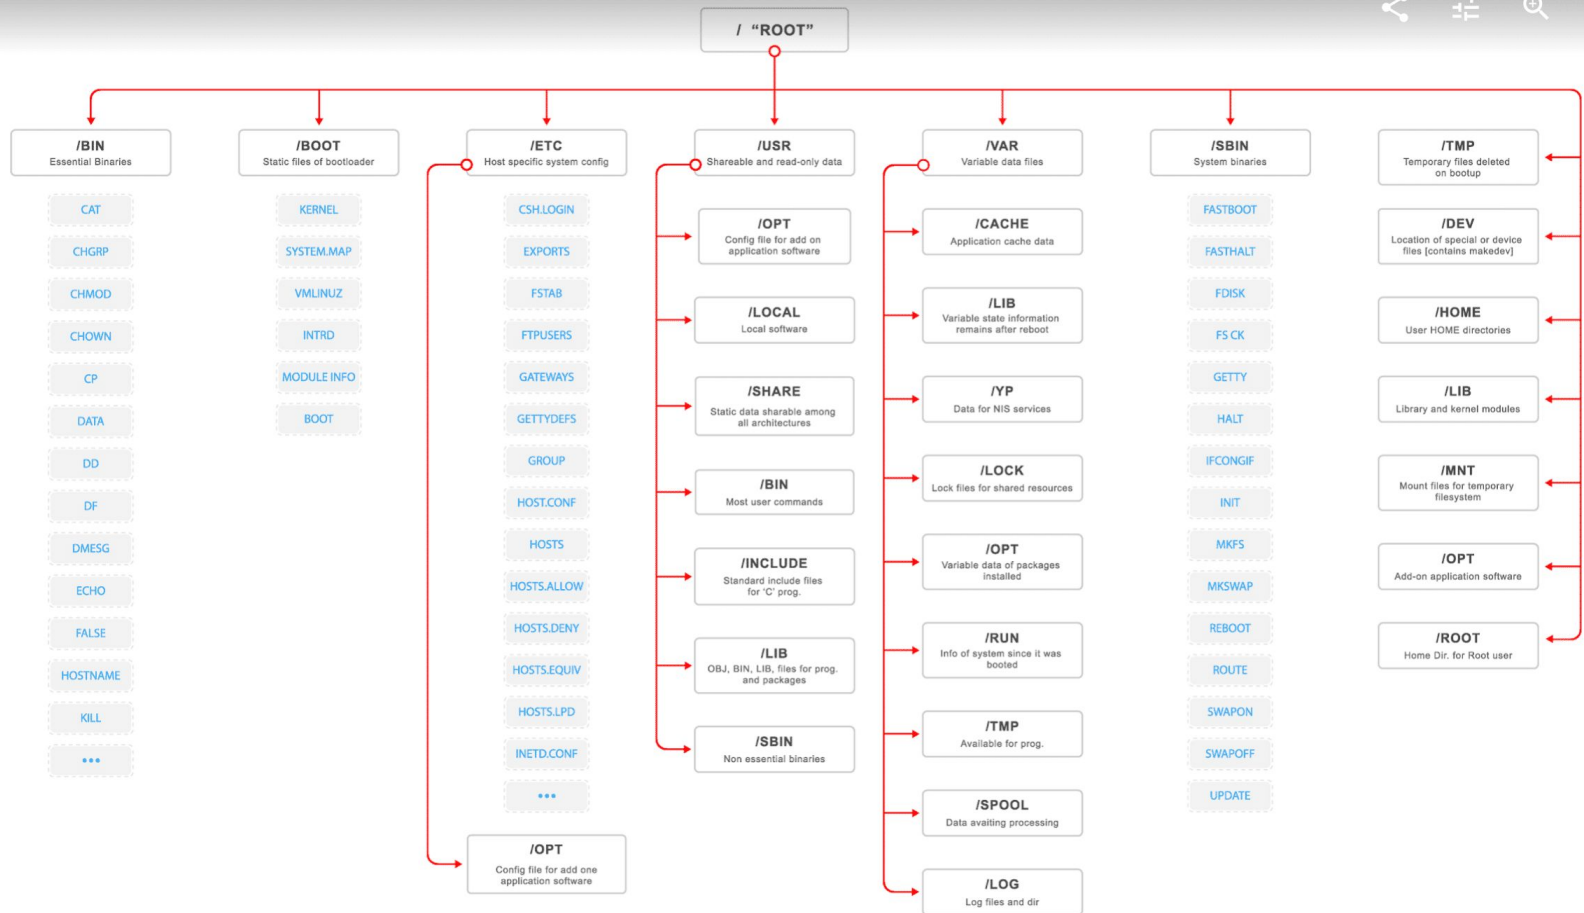 / “ROOT”
/BIN
Essential Binaries
CAT
CHGRP
CHMOD
CHOWN
CP
DATA
DD
DF
DMESG
ECHO
FALSE
HOSTNAME
KILL
•••
/BOOT
Static files of bootloader
KERNEL
SYSTEM.MAP
VMLINUZ
INTRD
MODULE INFO
BOOT
/ETC
Host specific system config
CSH.LOGIN
EXPORTS
FSTAB
FTPUSERS
GATEWAYS
GETTYDEFS
GROUP
HOST.CONF
HOSTS
HOSTS.ALLOW
HOSTS.DENY
HOSTS.EQUIV
HOSTS.LPD
INETD.CONF
•••
/OPT
Config file for add one
application software
/USR
Shareable and read-only data
/OPT
Config file for add on
application software
/LOCAL
Local software
/SHARE
Static data sharable among
all architectures
/BIN
Most user commands
/INCLUDE
Standard include files
for ‘C’ prog.
/LIB
OBJ, BIN, LIB, files for prog.
and packages
/SBIN
Non essential binaries
/VAR
Variable data files
/CACHE
Application cache data
/LIB
Variable state information
remains after reboot
/YP
Data for NIS services
/LOCK
Lock files for shared resources
/OPT
Variable data of packages
installed
/RUN
Info of system since it was
booted
/TMP
Available for prog.
/SPOOL
Data avaiting processing
/LOG
Log files and dir
/SBIN
System binaries
FASTBOOT
FASTHALT
FDISK
FS CK
GETTY
HALT
IFCONGIF
INIT
MKFS
MKSWAP
REBOOT
ROUTE
SWAPON
SWAPOFF
UPDATE
/TMP
Temporary files deleted
on bootup
/DEV
Location of special or device
files [contains makedev]
/HOME
User HOME directories
/LIB
Library and kernel modules
/MNT
Mount files for temporary
filesystem
/OPT
Add-on application software
/ROOT
Home Dir. for Root user